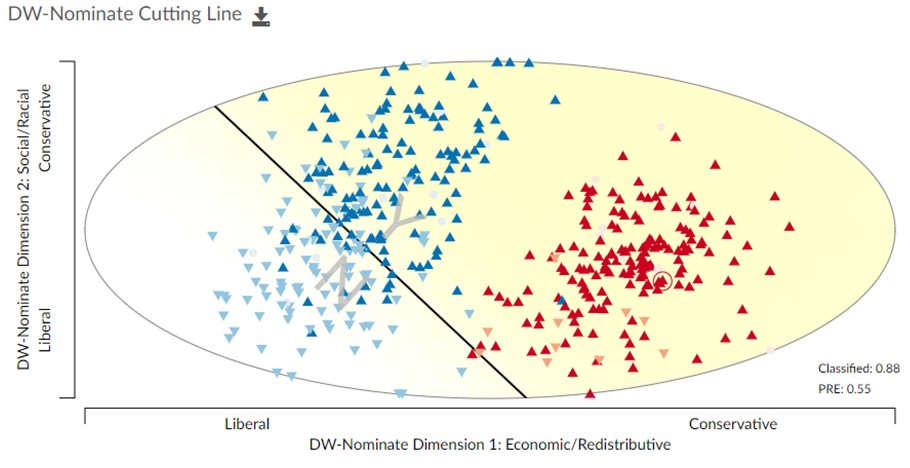 DW-Nominate Cutting Line
DW-Nominate Dimension 2: Social/Racial
Conservative
Liberal
Y
N
Classified: 0.88
PRE: 0.55
Liberal
Conservative
DW-Nominate Dimension 1: Economic/Redistributive